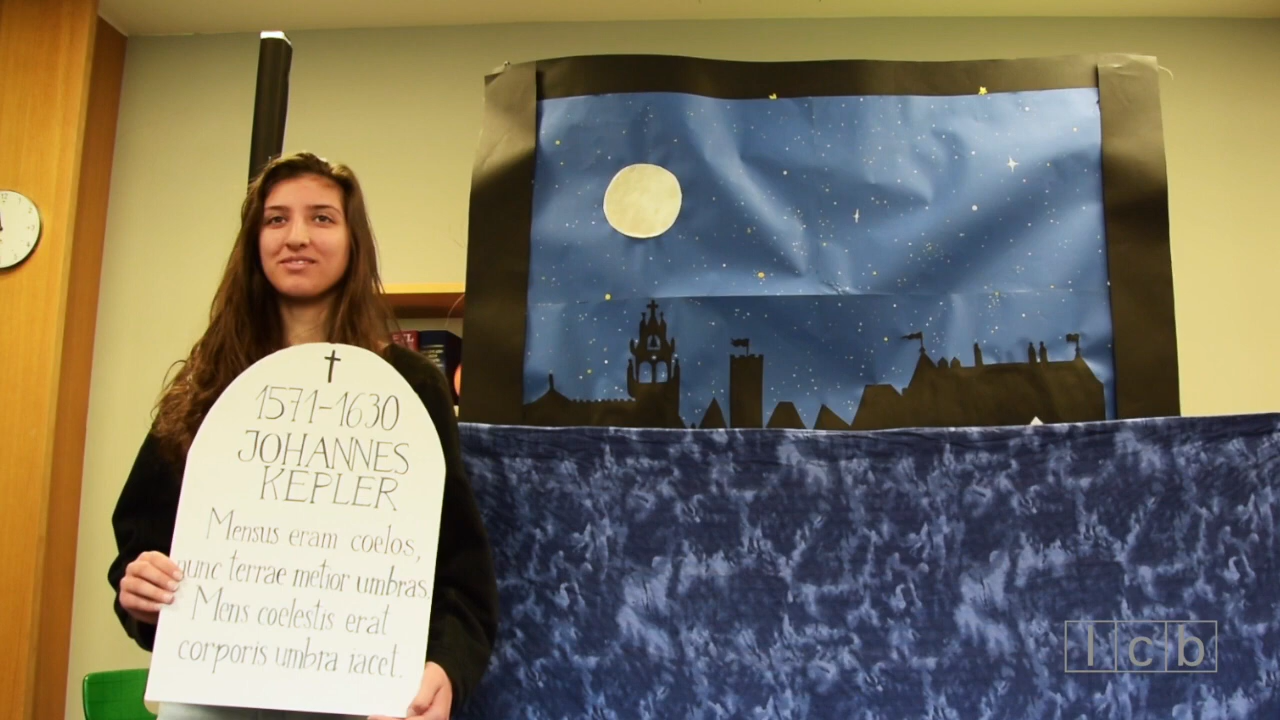 1571-1630
JOHANNES
KEPLER
Mensus eram coelos,
nunc terrae metior umbras.
Mens coelestis erat
corporis umbra iacet.
lcb